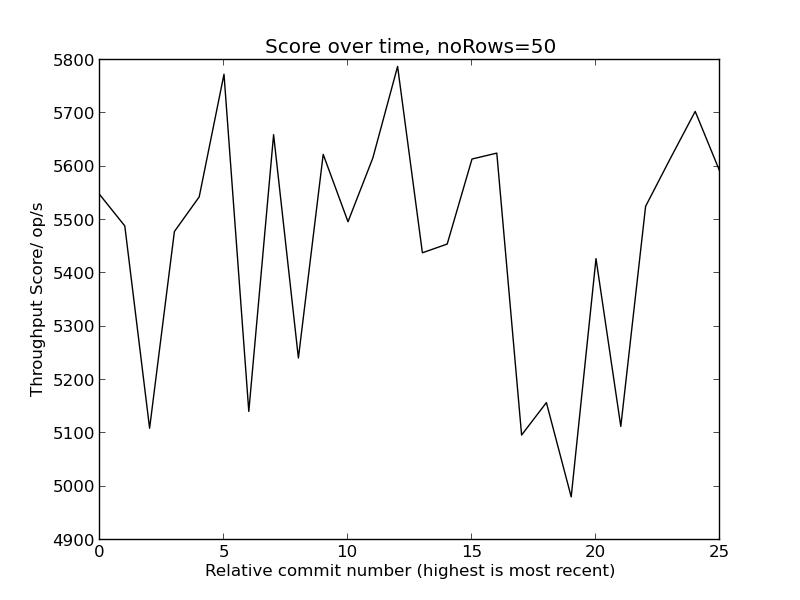 Score over time, noRows=50
5800
5700
5600
5500
5400
5300
5200
5100
5000
4900
Throughput Score/ op/s
0 5 10 15 20 25
Relative commit number (highest is most recent)